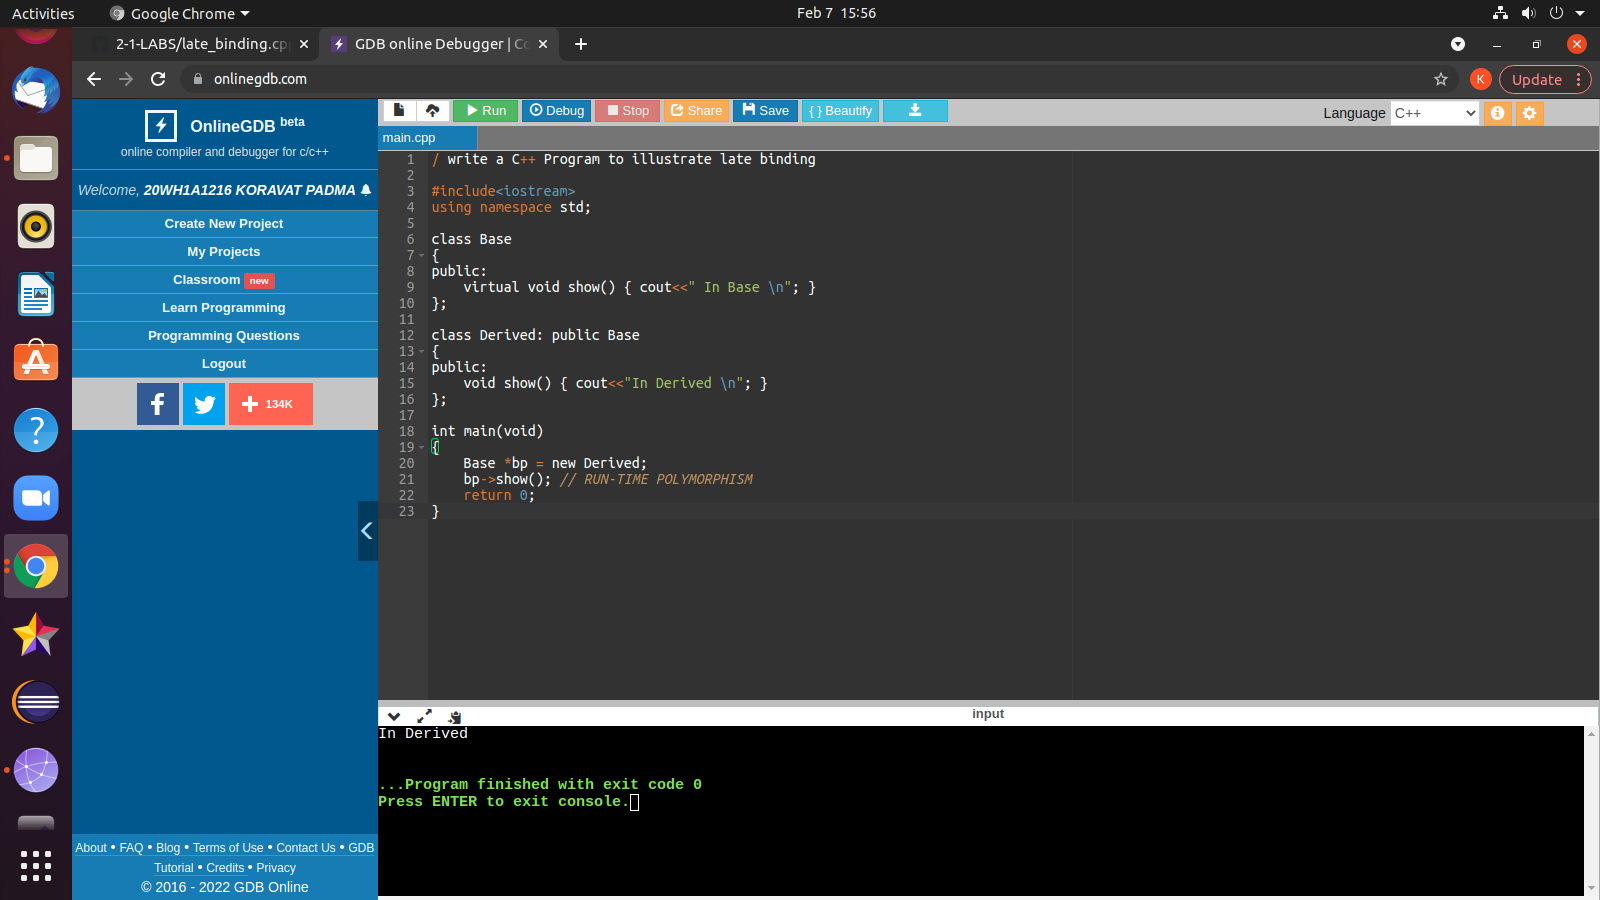 Activities Google Chrome Feb 7 15:56
2-1-LABS/late_binding.cp GDB online Debugger | Co
onlinegdb.com K Update
OnlineGDB beta
online compiler and debugger for c/c++
Welcome, 20WH1A1216 KORAVAT PADMA
Create New Project
My Projects
Classroom new
Learn Programming
Programming Questions
Logout
134K
About • FAQ • Blog • Terms of Use • Contact Us • GDB
Tutorial • Credits • Privacy
© 2016 - 2022 GDB Online
Run Debug Stop Share Save { } Beautify Language C++
main.cpp
1 / write a C++ Program to illustrate late binding
2
3 #include<iostream>
4 using namespace std;
5
6 class Base
7 {
8 public:
9 virtual void show() { cout<<" In Base \n"; }
10 };
11
12 class Derived: public Base
13 {
14 public:
15 void show() { cout<<"In Derived \n"; }
16 };
17
18 int main(void)
19 {
20 Base *bp = new Derived;
21 bp->show(); // RUN-TIME POLYMORPHISM
22 return 0;
23 }
input
In Derived
...Program finished with exit code 0
Press ENTER to exit console.